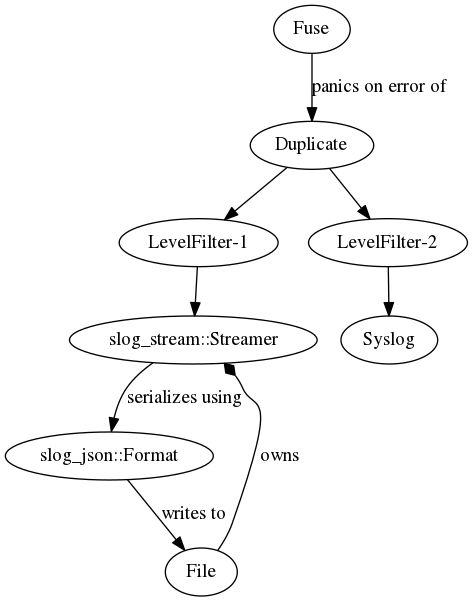 Fuse
panics on error of
Duplicate
LevelFilter-1
LevelFilter-2
slog_stream::Streamer
Syslog
serializes using
slog_json::Format
owns
writes to
File